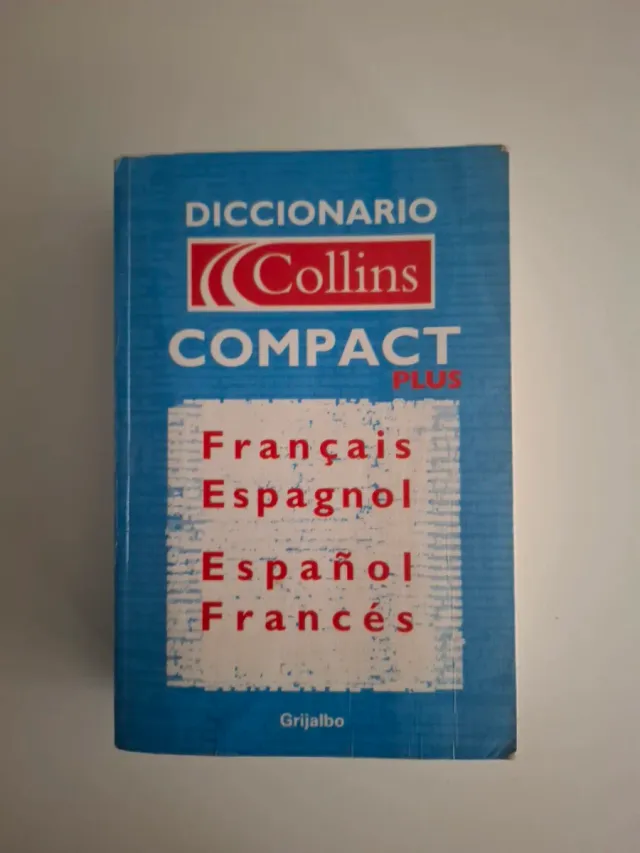 DICCIONARIO
Collins
COMPACT
PLUS
Français
Espagnol
Español
Francés
Grijalbo